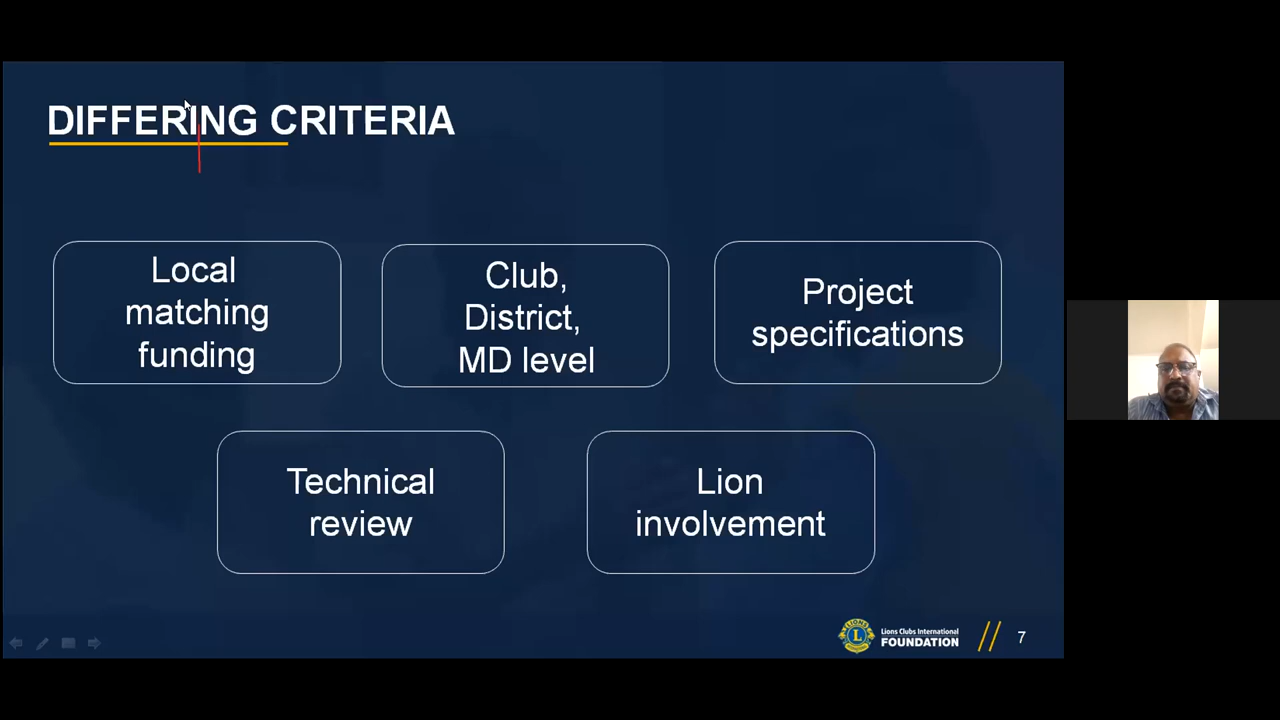 DIFFERING CRITERIA
Local
matching
funding
Club,
District,
MD level
Project
specifications
Technical
review
Lion
involvement
Lions Clubs International
FOUNDATION
7